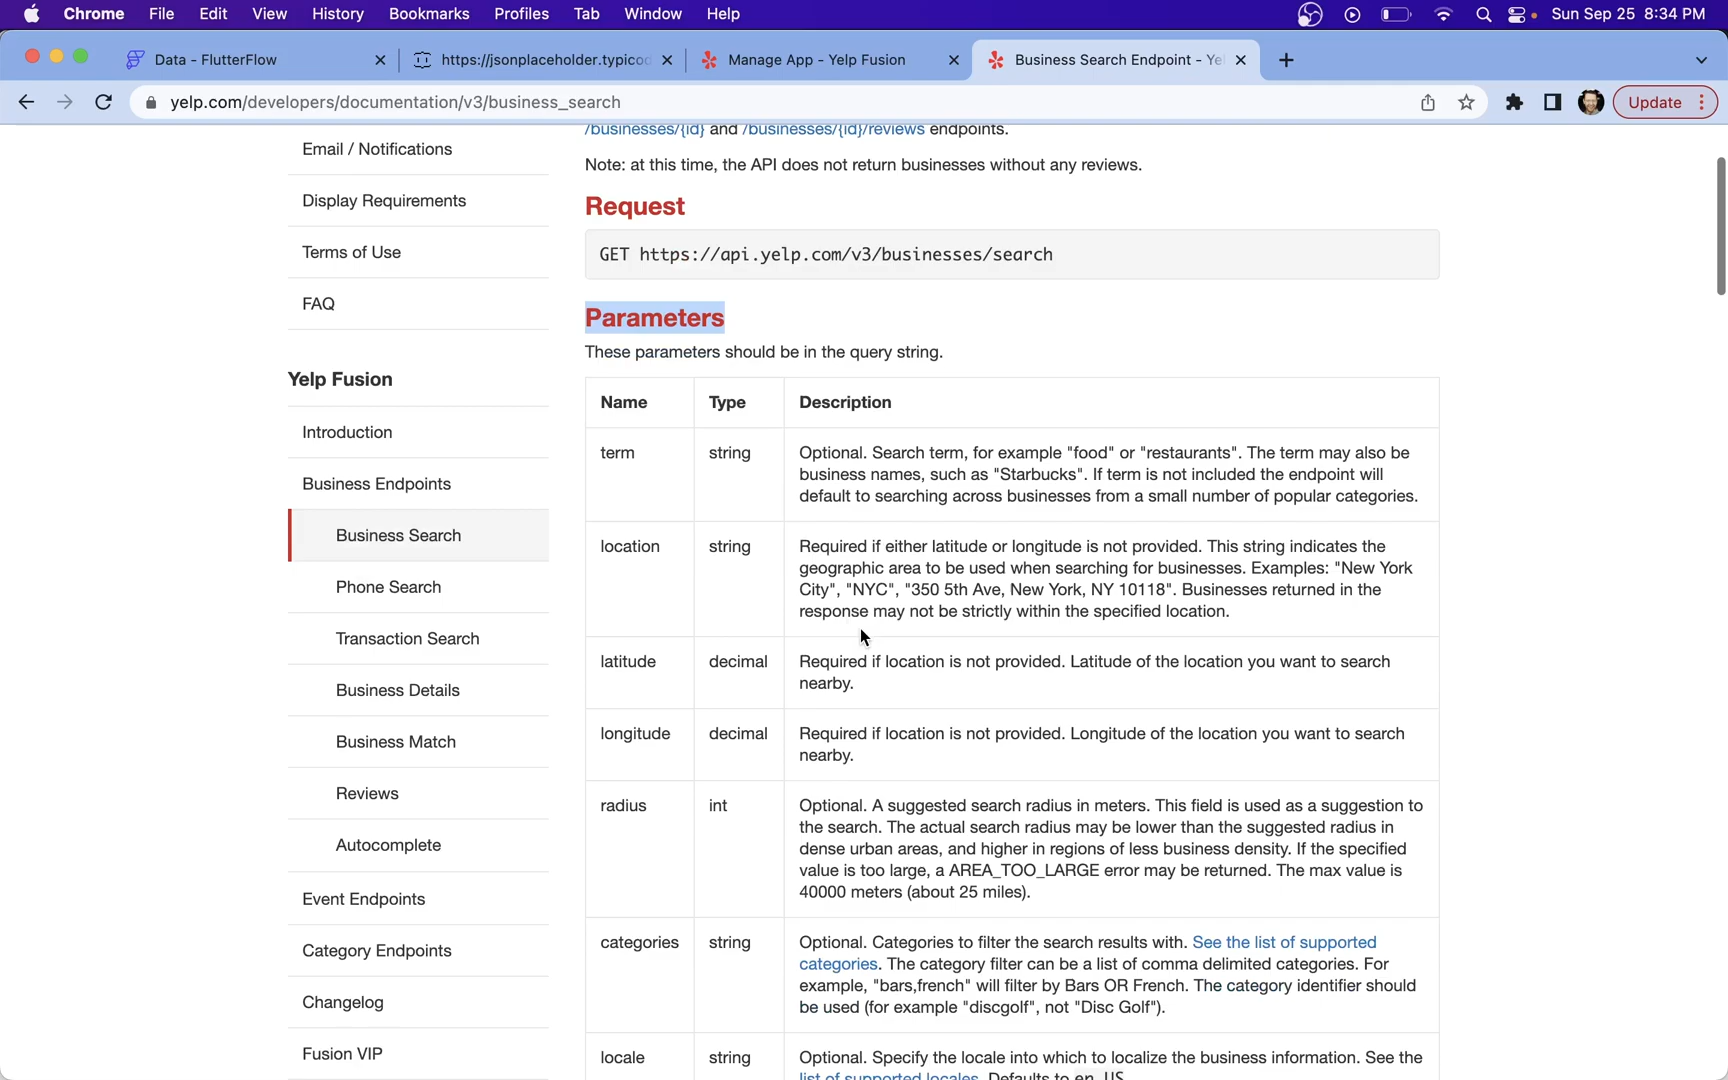 Chrome File Edit View History Bookmarks Profiles Tab Window Help Sun Sep 25 8:34 PM
Data - FlutterFlow https://jsonplaceholder.typico Manage App - Yelp Fusion Business Search Endpoint - Ye
yelp.com/developers/documentation/v3/business_search Update
Email / Notifications
Display Requirements
Terms of Use
FAQ
Yelp Fusion
Introduction
Business Endpoints
Business Search
Phone Search
Transaction Search
Business Details
Business Match
Reviews
Autocomplete
Event Endpoints
Category Endpoints
Changelog
Fusion VIP
/businesses/{id} and /businesses/{id}/reviews endpoints.
Note: at this time, the API does not return businesses without any reviews.
Request
GET https://api.yelp.com/v3/businesses/search
Parameters
These parameters should be in the query string.
Name Type Description
term string Optional. Search term, for example "food" or "restaurants". The term may also be
business names, such as "Starbucks". If term is not included the endpoint will
default to searching across businesses from a small number of popular categories.
location string Required if either latitude or longitude is not provided. This string indicates the
geographic area to be used when searching for businesses. Examples: "New York
City", "NYC", "350 5th Ave, New York, NY 10118". Businesses returned in the
response may not be strictly within the specified location.
latitude decimal Required if location is not provided. Latitude of the location you want to search
nearby.
longitude decimal Required if location is not provided. Longitude of the location you want to search
nearby.
radius int Optional. A suggested search radius in meters. This field is used as a suggestion to
the search. The actual search radius may be lower than the suggested radius in
dense urban areas, and higher in regions of less business density. If the specified
value is too large, a AREA_TOO_LARGE error may be returned. The max value is
40000 meters (about 25 miles).
categories string Optional. Categories to filter the search results with. See the list of supported
categories. The category filter can be a list of comma delimited categories. For
example, "bars,french" will filter by Bars OR French. The category identifier should
be used (for example "discgolf", not "Disc Golf").
locale string Optional. Specify the locale into which to localize the business information. See the
list of supported locales. Defaults to en_US